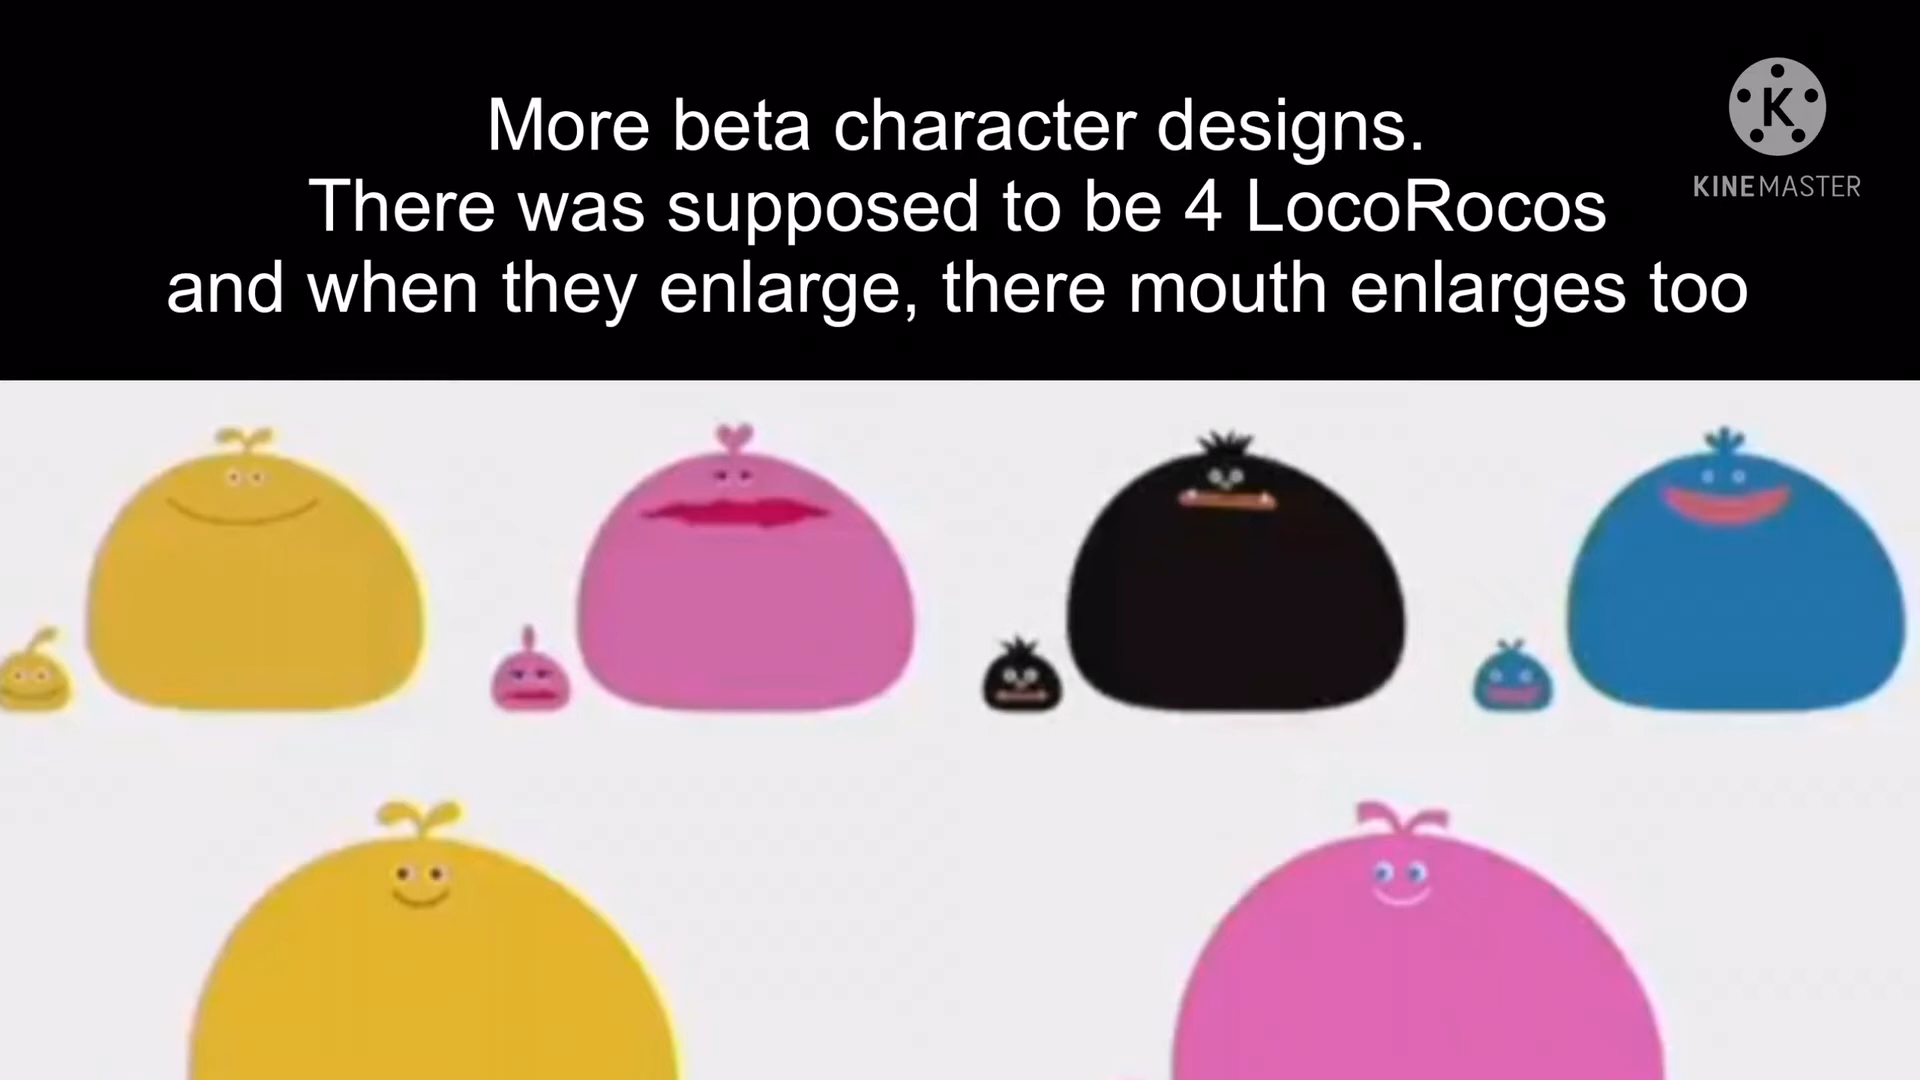 More beta character designs.
There was supposed to be 4 LocoRocos
and when they enlarge, there mouth enlarges too
K
KINEMASTER